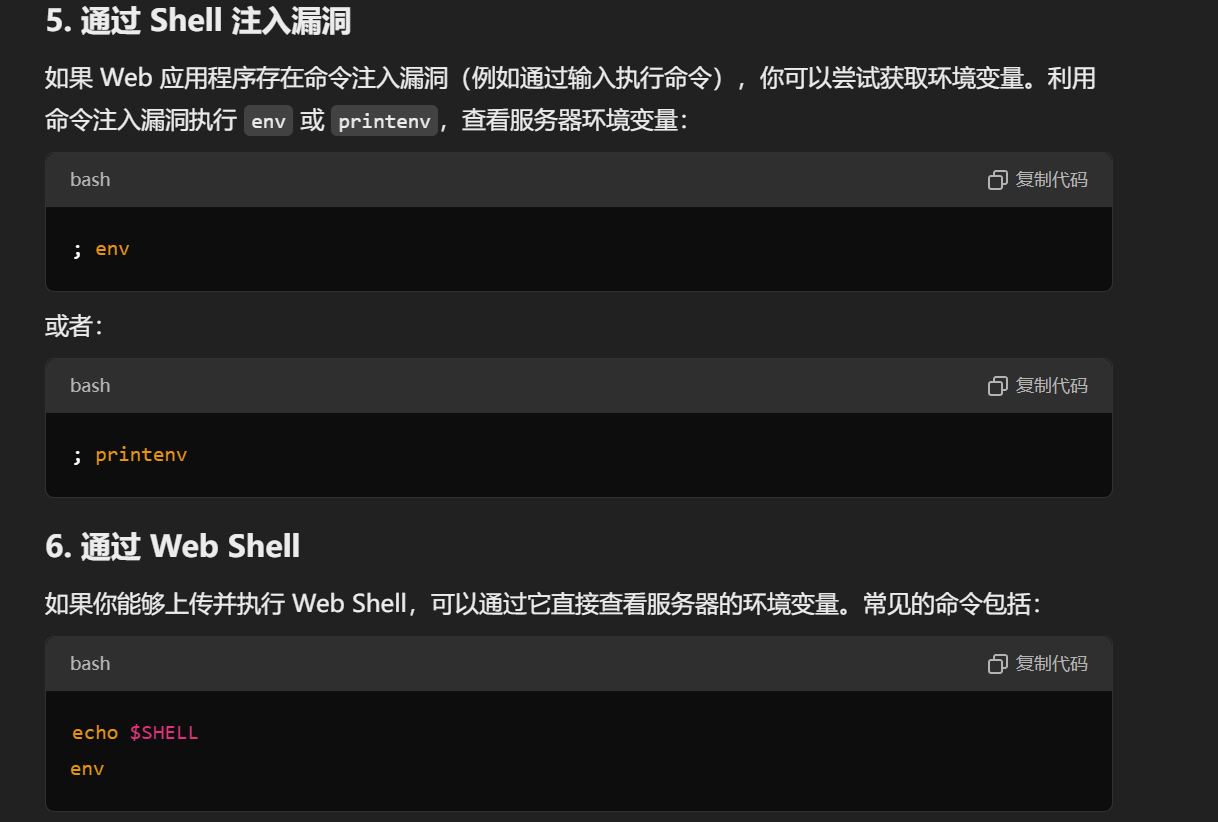 5. 通过 Shell 注入漏洞
如果 Web 应用程序存在命令注入漏洞（例如通过输入执行命令），你可以尝试获取环境变量。利用
命令注入漏洞执行 env 或 printenv，查看服务器环境变量：
bash
复制代码
; env
或者：
bash
复制代码
; printenv
6. 通过 Web Shell
如果你能够上传并执行 Web Shell，可以通过它直接查看服务器的环境变量。常见的命令包括：
bash
复制代码
echo $SHELL
env